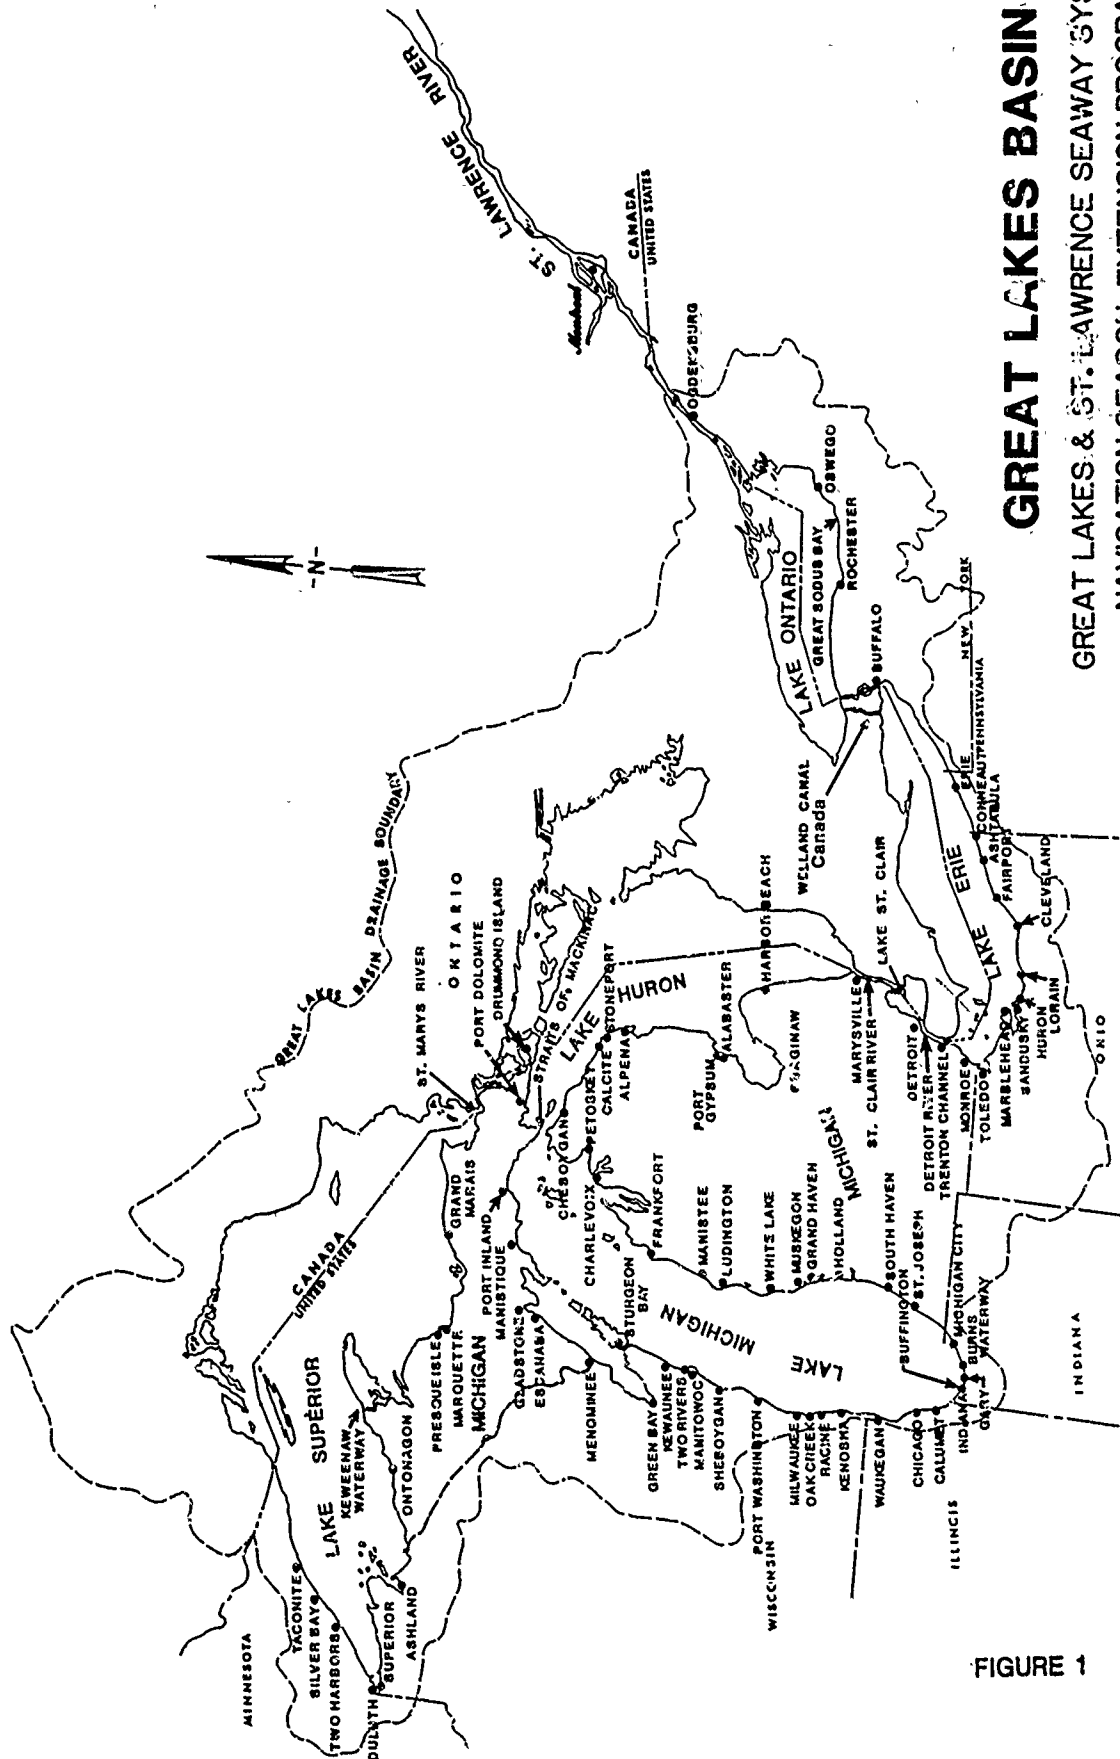 GREAT LAKES BASIN
GREAT LAKES & ST. LAWRENCE SEAWAY
FIGURE 1
ST. LAWRENCE RIVER
Montreal
CANADA
UNITED STATES
OGDENSBURG
OSWEGO
GREAT SODUS BAY
ROCHESTER
LAKE ONTARIO
BUFFALO
WELLAND CANAL
Canada
NEW YORK
PENNSYLVANIA
ERIE
CONNEAUT
ASHTABULA
FAIRPORT
CLEVELAND
LAKE ERIE
LORAIN
HURON
SANDUSKY
MARBLEHEAD
TOLEDO
MONROE
OHIO
TRENTON CHANNEL
DETROIT RIVER
DETROIT
LAKE ST. CLAIR
ST. CLAIR RIVER
MARYSVILLE
HARBOR BEACH
ALABASTER
PORT
GYPSUM
LAKE HURON
ALPENA
STONEPORT
CALCITE
CHEBOYGAN
STRAITS OF MACKINAC
DRUMMOND ISLAND
PORT DOLOMITE
ST. MARYS RIVER
GREAT LAKES BASIN DRAINAGE BOUNDARY
PETOSKEY
CHARLEVOIX
FRANKFORT
MANISTEE
LUDINGTON
WHITE LAKE
MUSKEGON
GRAND HAVEN
HOLLAND
MICHIGAN
SOUTH HAVEN
ST. JOSEPH
MICHIGAN CITY
BURNS
WATERWAY
BUFFINGTON
GARY
INDIANA
INDIANA
LAKE MICHIGAN
CALUMET
CHICAGO
ILLINOIS
WAUKEGAN
KENOSHA
RACINE
OAK CREEK
MILWAUKEE
PORT WASHINGTON
WISCONSIN
SHEBOYGAN
MANITOWOC
TWO RIVERS
KEWAUNEE
GREEN BAY
STURGEON
BAY
MENOMINEE
ESCANABA
GLADSTONE
MANISTIQUE
PORT INLAND
MICHIGAN
GRAND
MARAIS
MARQUETTE
PRESQUE ISLE
CANADA
UNITED STATES
LAKE SUPERIOR
KEWEENAW
WATERWAY
ONTONAGON
ASHLAND
SUPERIOR
DULUTH
TWO HARBORS
SILVER BAY
TACONITE
MINNESOTA
-N-